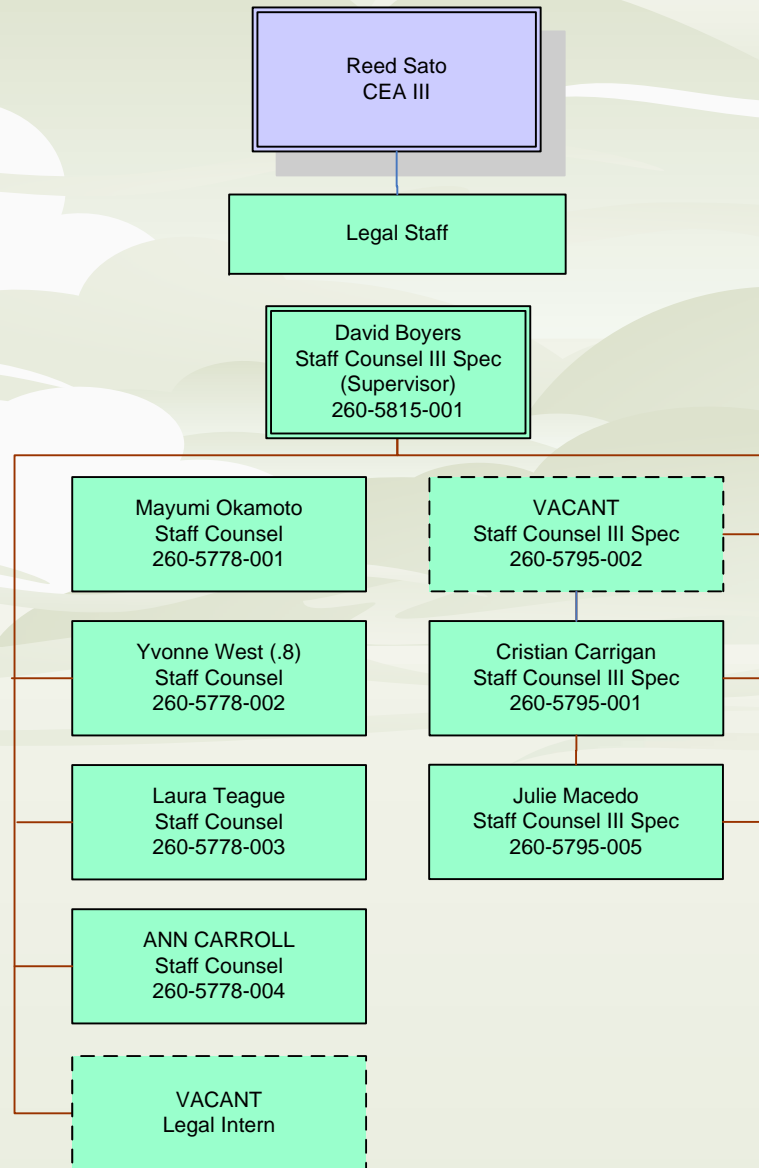 Reed Sato
CEA III
Legal Staff
David Boyers
Staff Counsel III Spec
(Supervisor)
260-5815-001
Mayumi Okamoto
Staff Counsel
260-5778-001
VACANT
Staff Counsel III Spec
260-5795-002
Yvonne West (.8)
Staff Counsel
260-5778-002
Cristian Carrigan
Staff Counsel III Spec
260-5795-001
Laura Teague
Staff Counsel
260-5778-003
Julie Macedo
Staff Counsel III Spec
260-5795-005
ANN CARROLL
Staff Counsel
260-5778-004
VACANT
Legal Intern